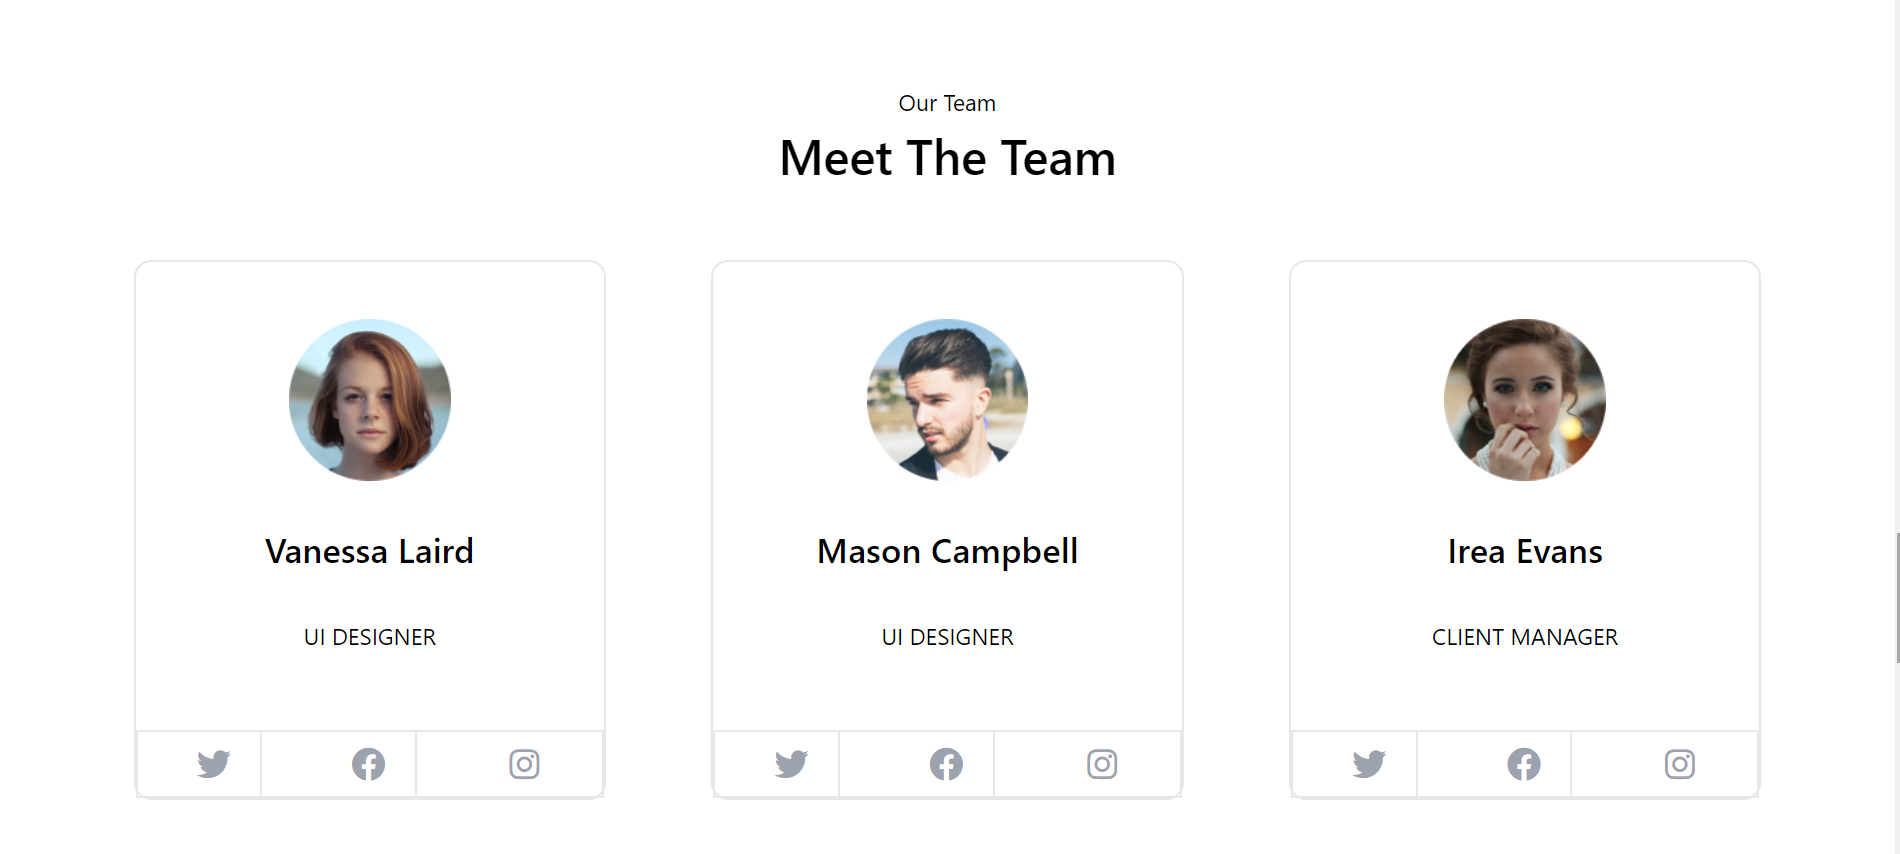 Our Team
Meet The Team
Vanessa Laird
UI DESIGNER
Mason Campbell
UI DESIGNER
Irea Evans
CLIENT MANAGER